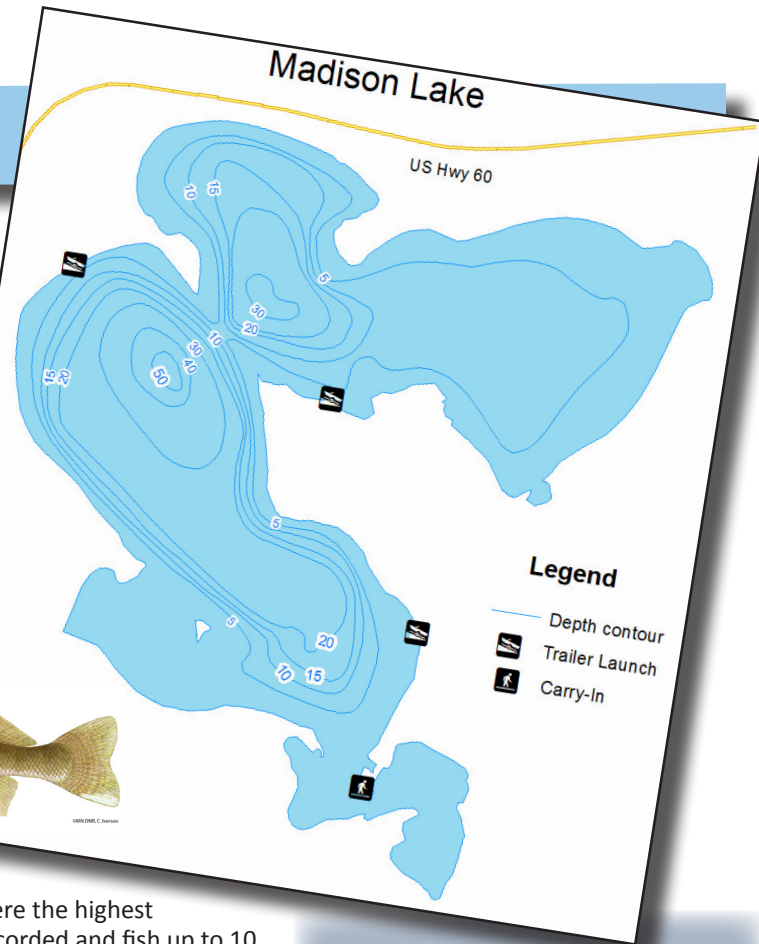 Madison Lake
US Hwy 60
10
15
5
30
20
10
30
40
50
15
20
5
5
20
10
15
Legend
Depth contour
Trailer Launch
Carry-In
©MN DNR, C. Iverson
ere the highest
corded and fish up to 10